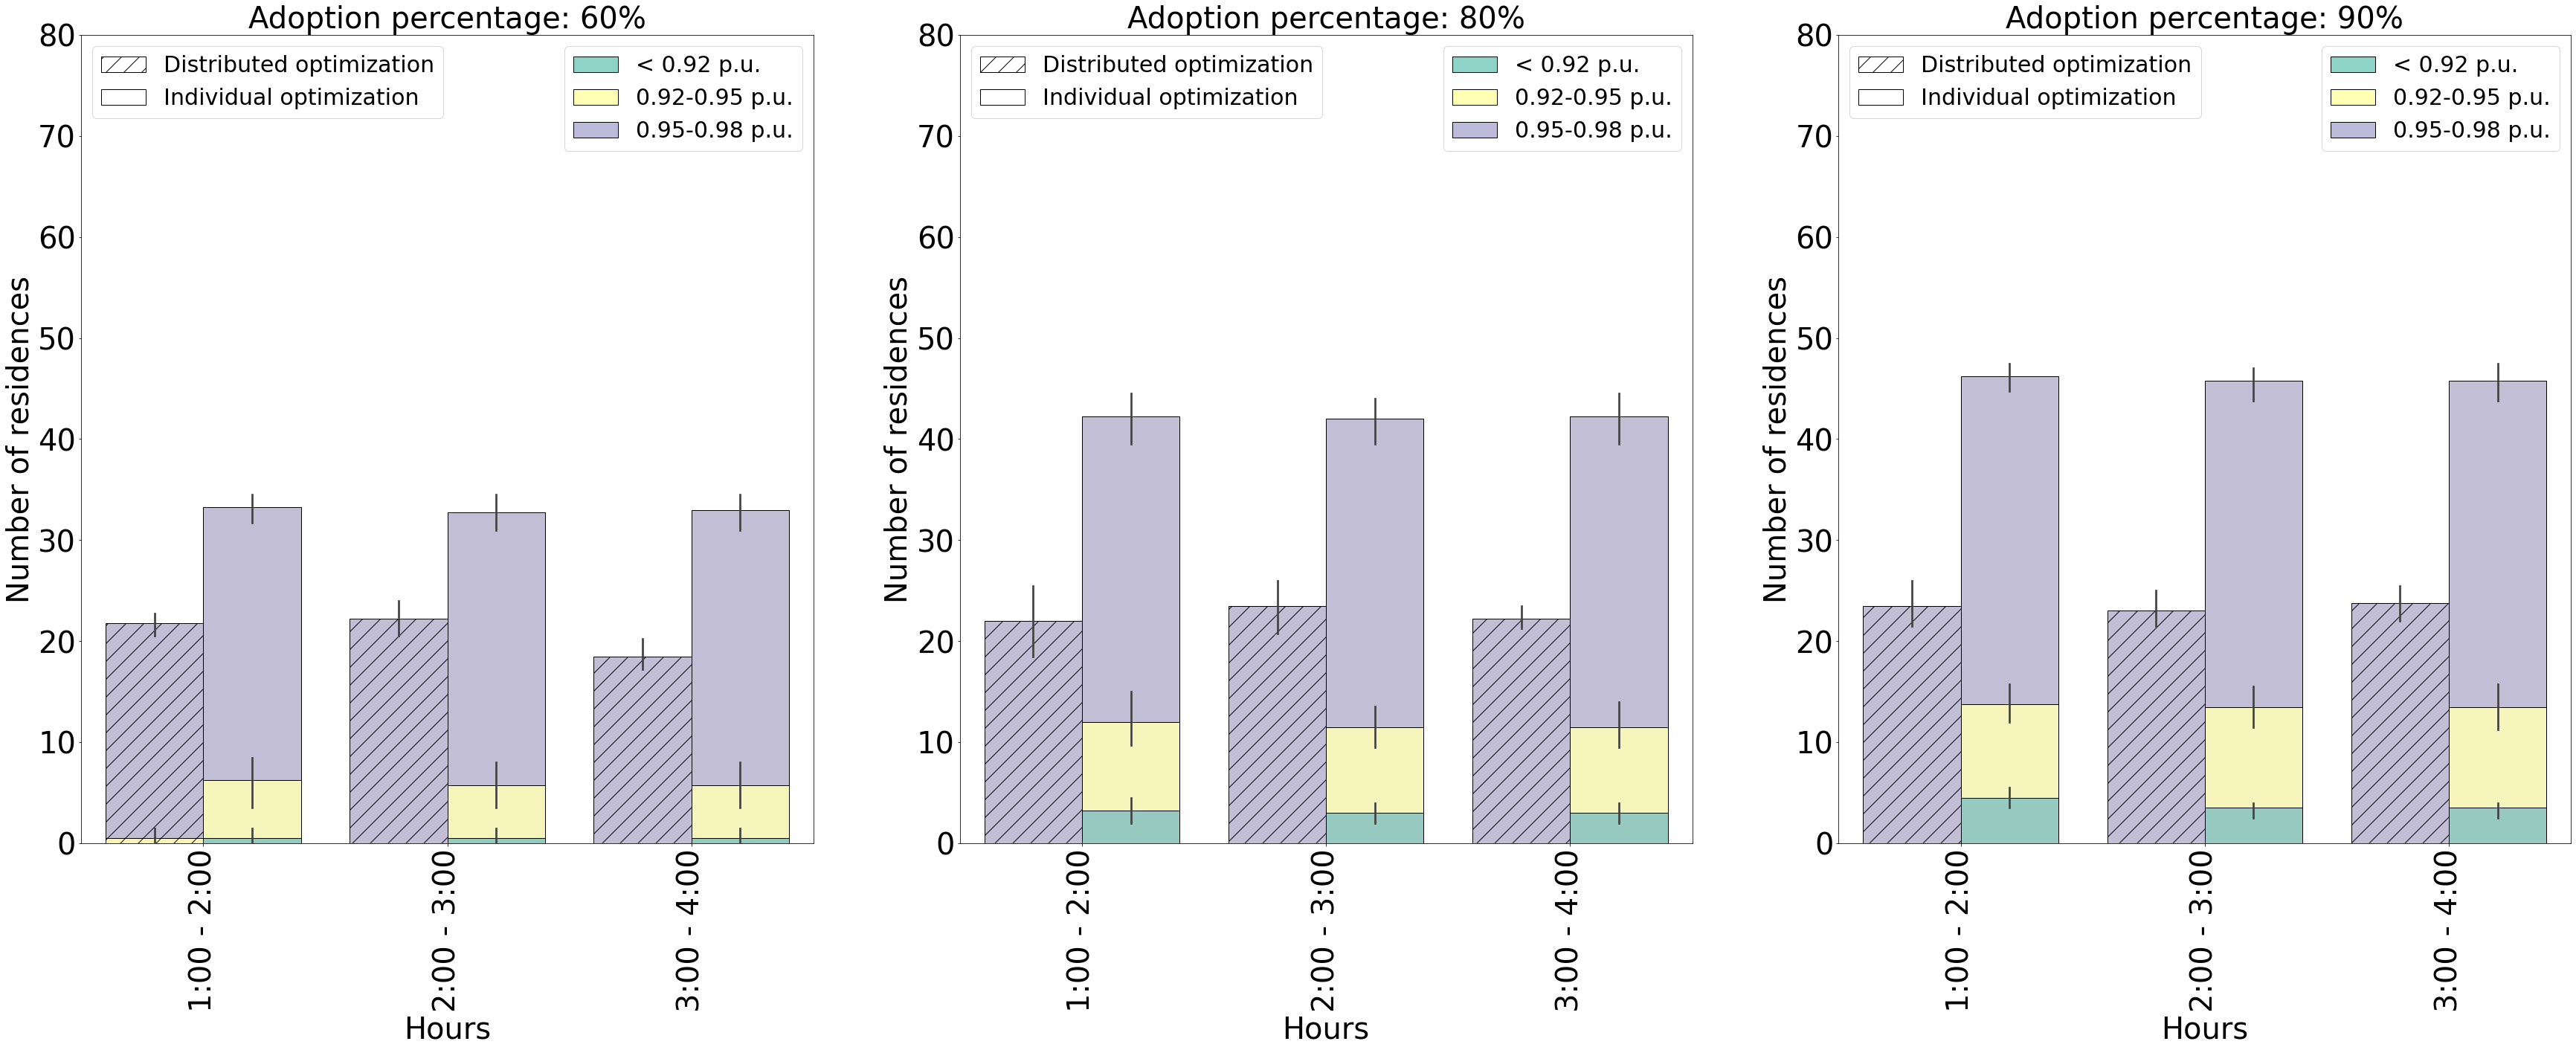 Adoption percentage: 60%
80
70
60
50
40
30
20
10
0
Number of residences
Distributed optimization
Individual optimization
< 0.92 p.u.
0.92-0.95 p.u.
0.95-0.98 p.u.
1:00 - 2:00
2:00 - 3:00
3:00 - 4:00
Hours
Adoption percentage: 80%
80
70
60
50
40
30
20
10
0
Number of residences
Distributed optimization
Individual optimization
< 0.92 p.u.
0.92-0.95 p.u.
0.95-0.98 p.u.
1:00 - 2:00
2:00 - 3:00
3:00 - 4:00
Hours
Adoption percentage: 90%
80
70
60
50
40
30
20
10
0
Number of residences
Distributed optimization
Individual optimization
< 0.92 p.u.
0.92-0.95 p.u.
0.95-0.98 p.u.
1:00 - 2:00
2:00 - 3:00
3:00 - 4:00
Hours